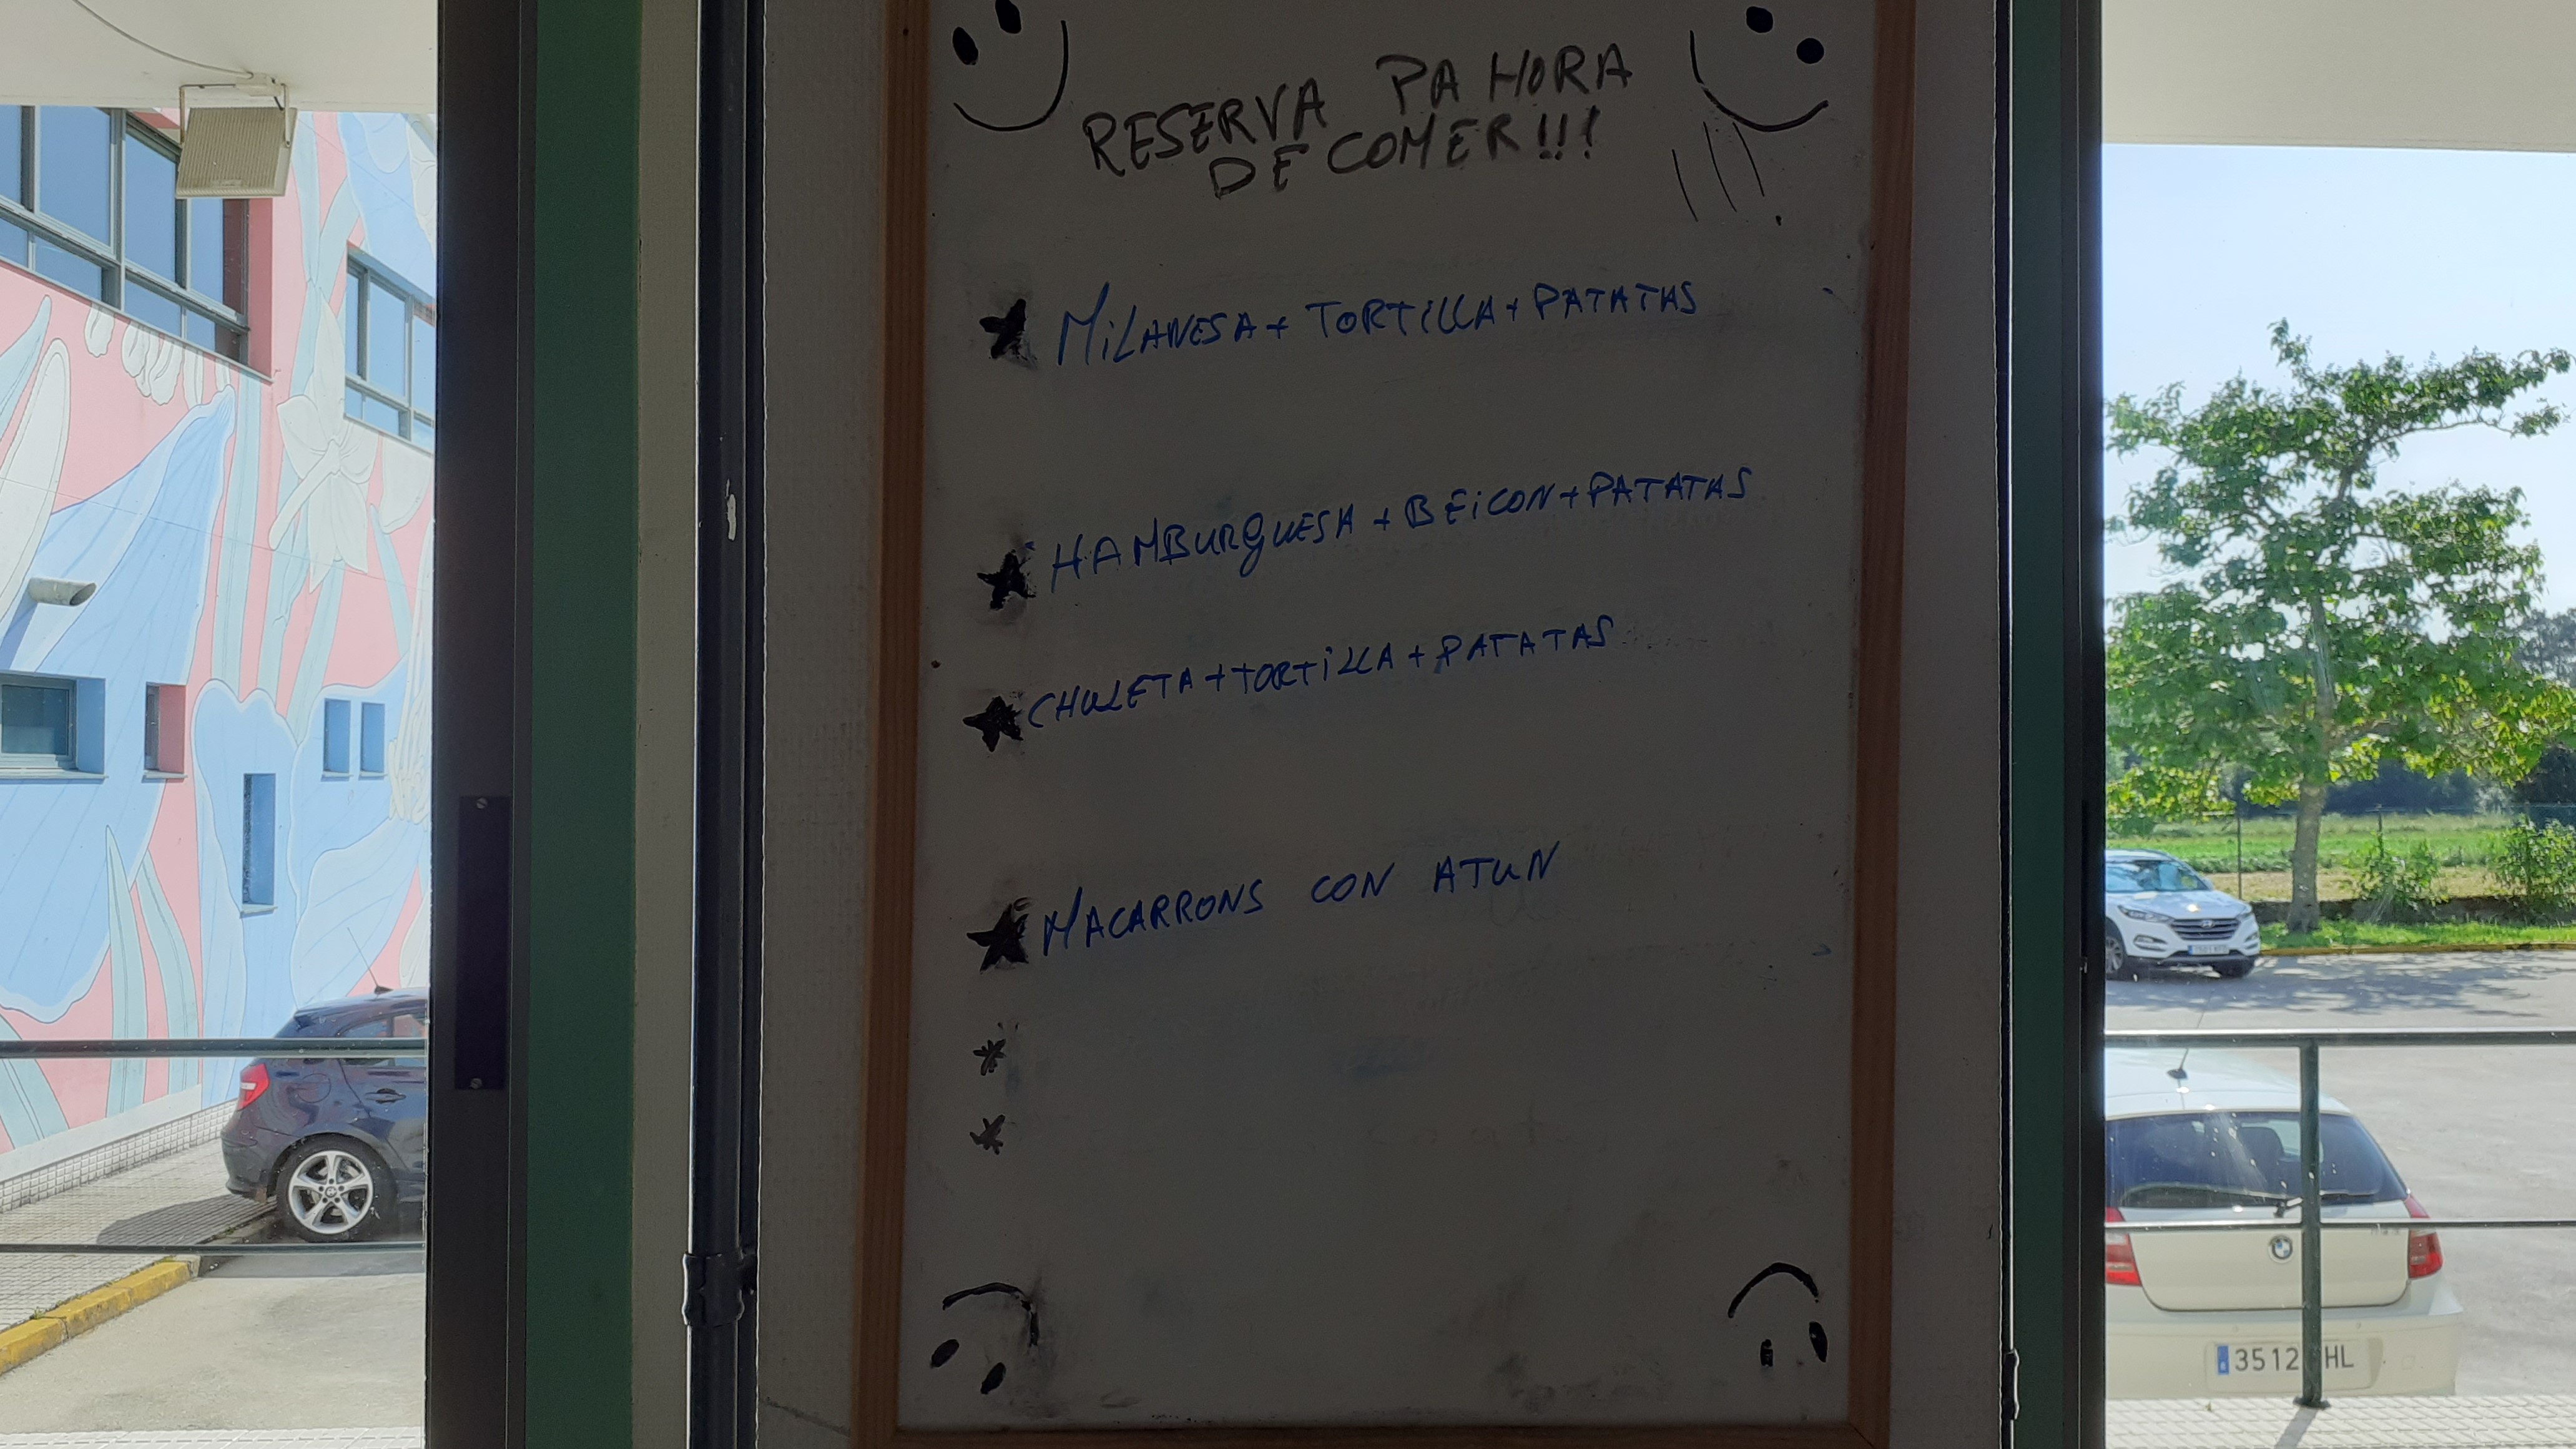 RESERVA PA HORA
DE COMER!!!
MILANESA + TORTILLA + PATATAS
HAMBURGUESA + BEICON + PATATAS
CHULETA + TORTILLA + PATATAS
MACARRONS CON ATUN
3512 HL